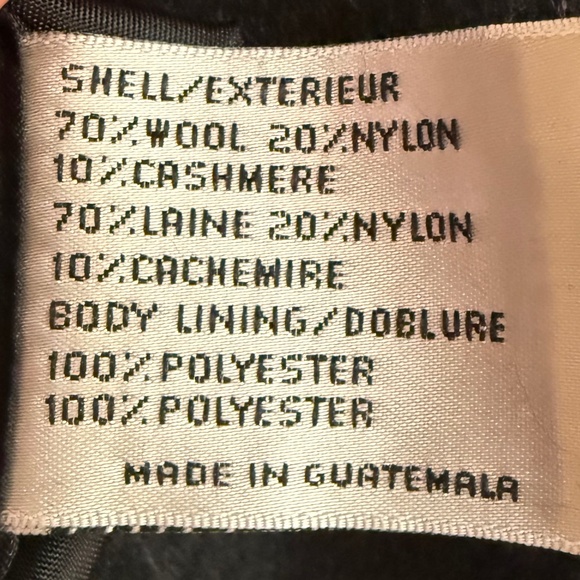 SHELL/EXTERIEUR
70%WOOL 20%NYLON
10%CASHMERE
70%LAINE 20%NYLON
10%CACHEMIRE
BODY LINING/DOBLURE
100%POLYESTER
100%POLYESTER
MADE IN GUATEMALA